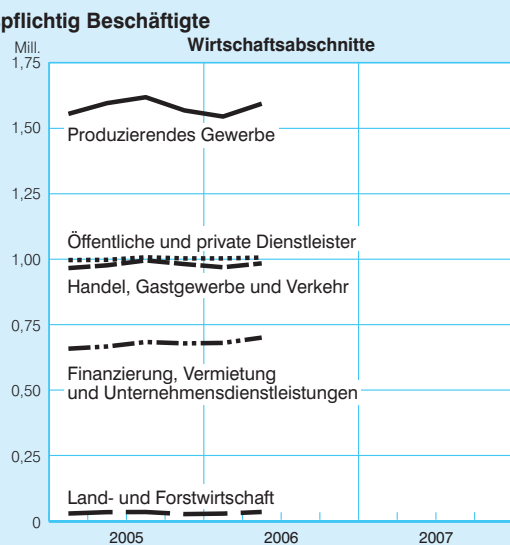 pflichtig Beschäftigte
Mill.
Wirtschaftsabschnitte
1,75
1,50
Produzierendes Gewerbe
1,25
Öffentliche und private Dienstleister
1,00
Handel, Gastgewerbe und Verkehr
0,75
Finanzierung, Vermietung
und Unternehmensdienstleistungen
0,50
0,25
Land- und Forstwirtschaft
0
2005 2006 2007